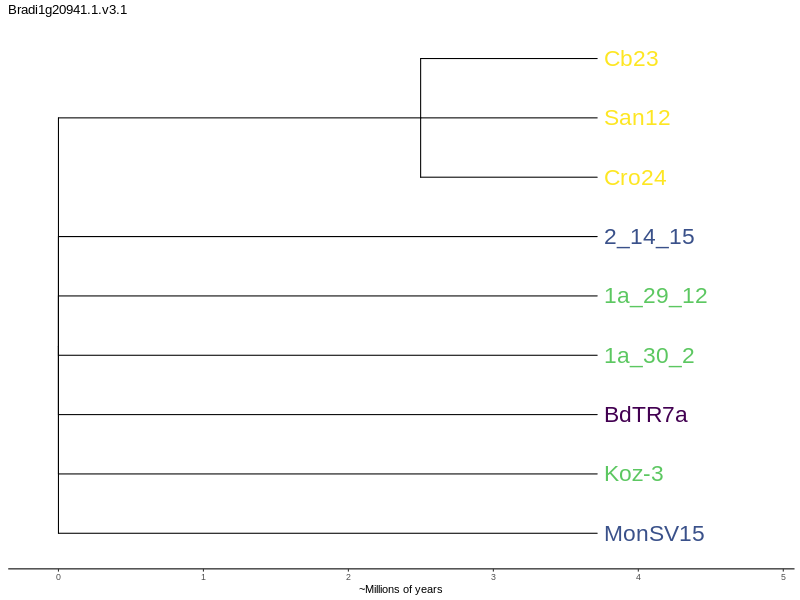 Bradi1g20941.1.v3.1
Cb23
San12
Cro24
2_14_15
1a_29_12
1a_30_2
BdTR7a
Koz-3
MonSV15
0 1 2 3 4 5
~Millions of years